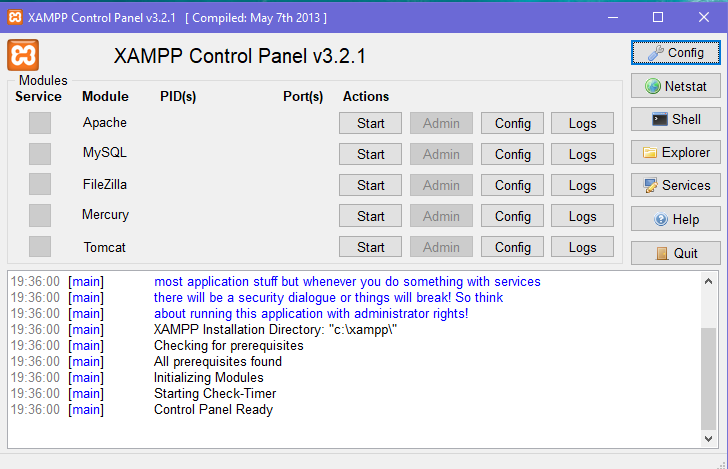 XAMPP Control Panel v3.2.1 [ Compiled: May 7th 2013 ]
XAMPP Control Panel v3.2.1
Modules
Service Module PID(s) Port(s) Actions
Apache Start Admin Config Logs
MySQL Start Admin Config Logs
FileZilla Start Admin Config Logs
Mercury Start Admin Config Logs
Tomcat Start Admin Config Logs
Config
Netstat
Shell
Explorer
Services
Help
Quit
19:36:00 [main] most application stuff but whenever you do something with services
19:36:00 [main] there will be a security dialogue or things will break! So think
19:36:00 [main] about running this application with administrator rights!
19:36:00 [main] XAMPP Installation Directory: "c:\xampp\"
19:36:00 [main] Checking for prerequisites
19:36:00 [main] All prerequisites found
19:36:00 [main] Initializing Modules
19:36:00 [main] Starting Check-Timer
19:36:00 [main] Control Panel Ready